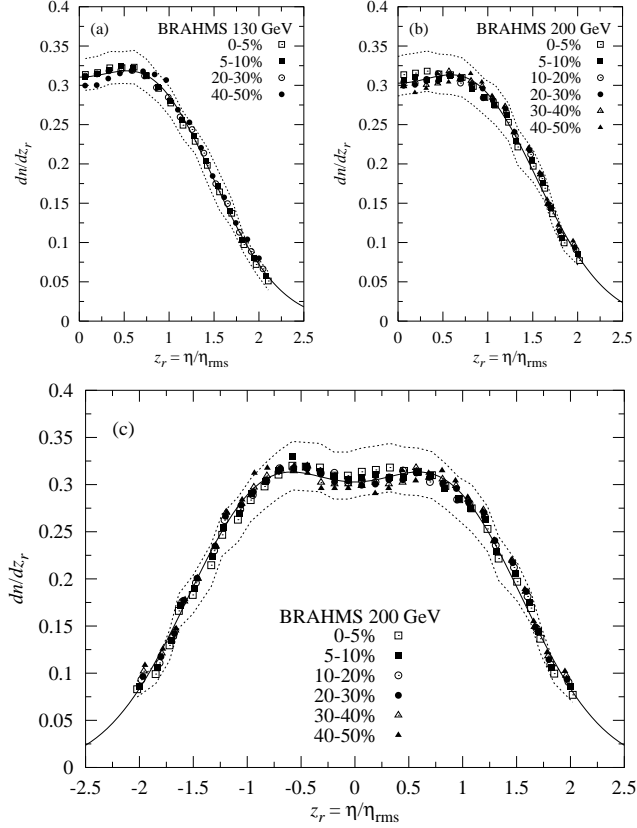 (a)
BRAHMS 130 GeV
0-5%
5-10%
20-30%
40-50%
dn/dz_r
0.4
0.35
0.3
0.25
0.2
0.15
0.1
0.05
0
0 0.5 1 1.5 2 2.5
z_r = η/η_rms
(b)
BRAHMS 200 GeV
0-5%
5-10%
10-20%
20-30%
30-40%
40-50%
dn/dz_r
0.4
0.35
0.3
0.25
0.2
0.15
0.1
0.05
0
0 0.5 1 1.5 2 2.5
z_r = η/η_rms
(c)
dn/dz_r
0.4
0.35
0.3
0.25
0.2
0.15
0.1
0.05
0
BRAHMS 200 GeV
0-5%
5-10%
10-20%
20-30%
30-40%
40-50%
-2.5 -2 -1.5 -1 -0.5 0 0.5 1 1.5 2 2.5
z_r = η/η_rms